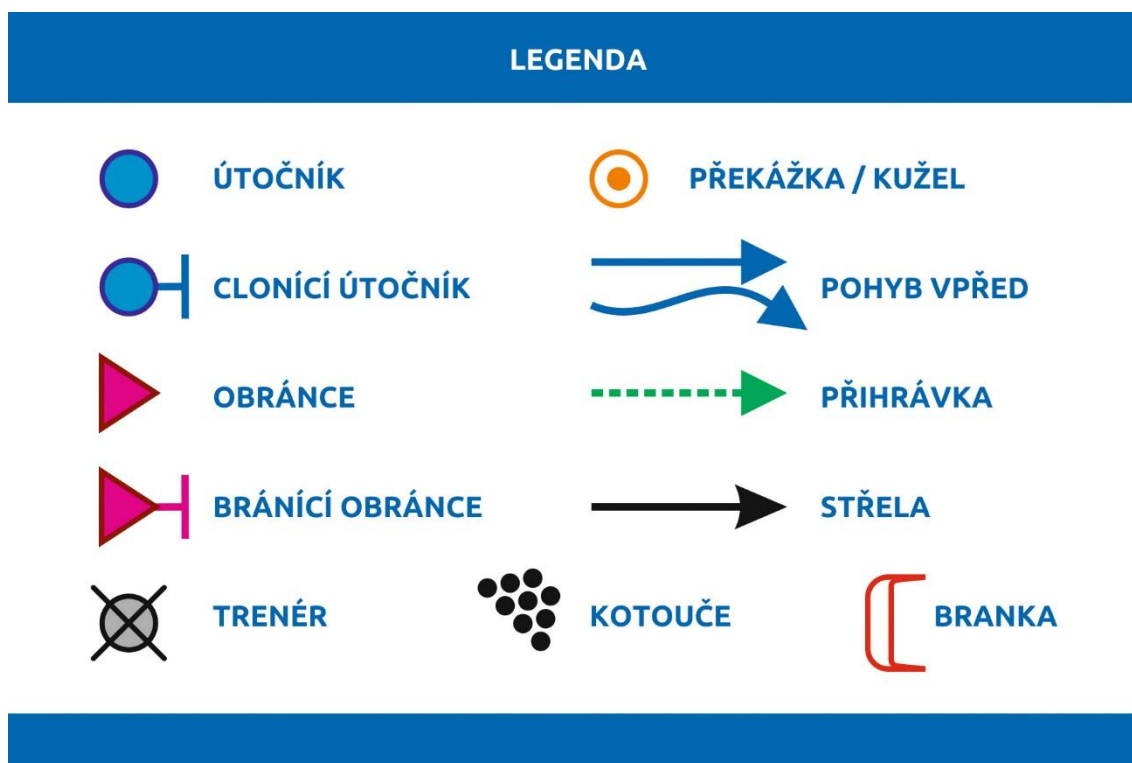 LEGENDA
ÚTOČNÍK
PŘEKÁŽKA / KUŽEL
CLONÍCÍ ÚTOČNÍK
POHYB VPŘED
OBRÁNCE
PŘIHRÁVKA
BRÁNÍCÍ OBRÁNCE
STŘELA
TRENÉR
KOTOUČE
BRANKA